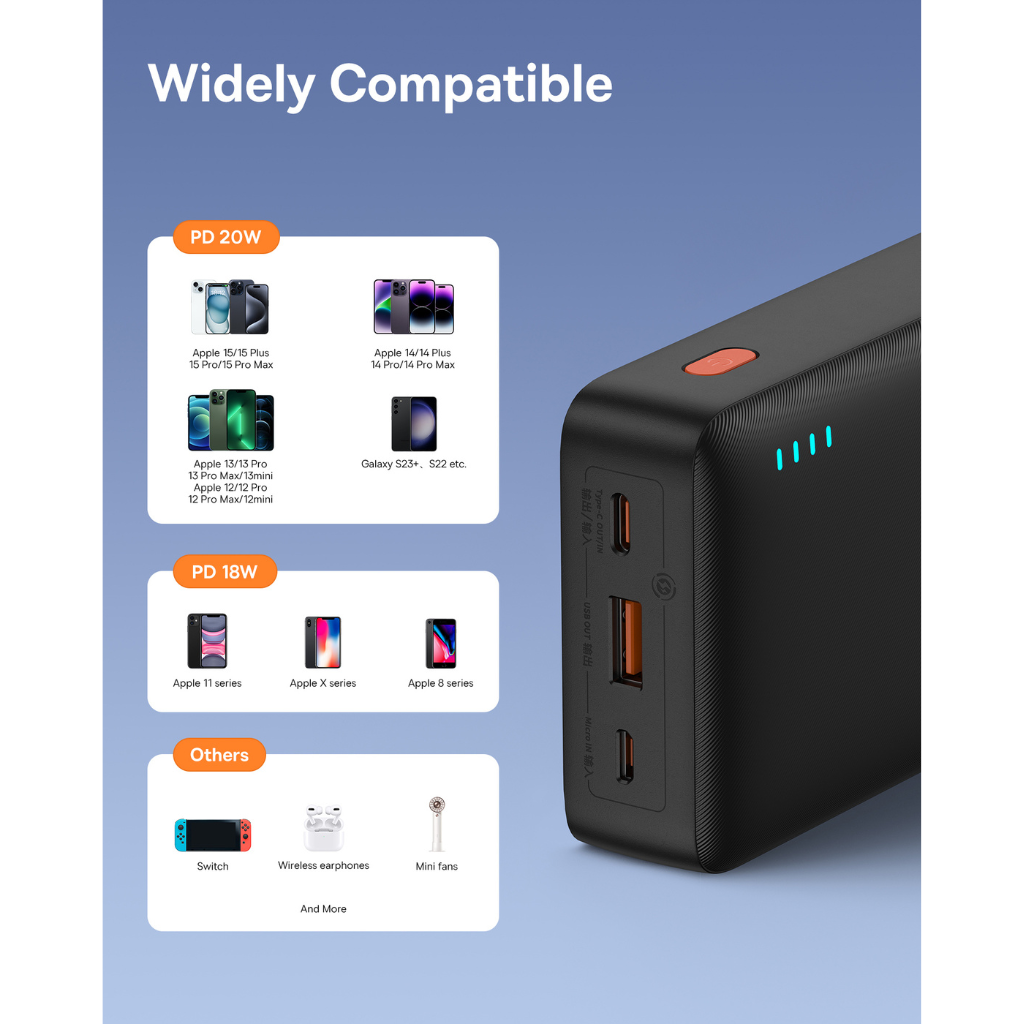 Widely Compatible
PD 20W
Apple 15/15 Plus
15 Pro/15 Pro Max
Apple 14/14 Plus
14 Pro/14 Pro Max
Apple 13/13 Pro
13 Pro Max/13mini
Apple 12/12 Pro
12 Pro Max/12mini
Galaxy S23+、S22 etc.
PD 18W
Apple 11 series
Apple X series
Apple 8 series
Others
Switch
Wireless earphones
Mini fans
And More
Type-C OUT/IN
输出/输入
USB OUT 输出
Micro IN 输入